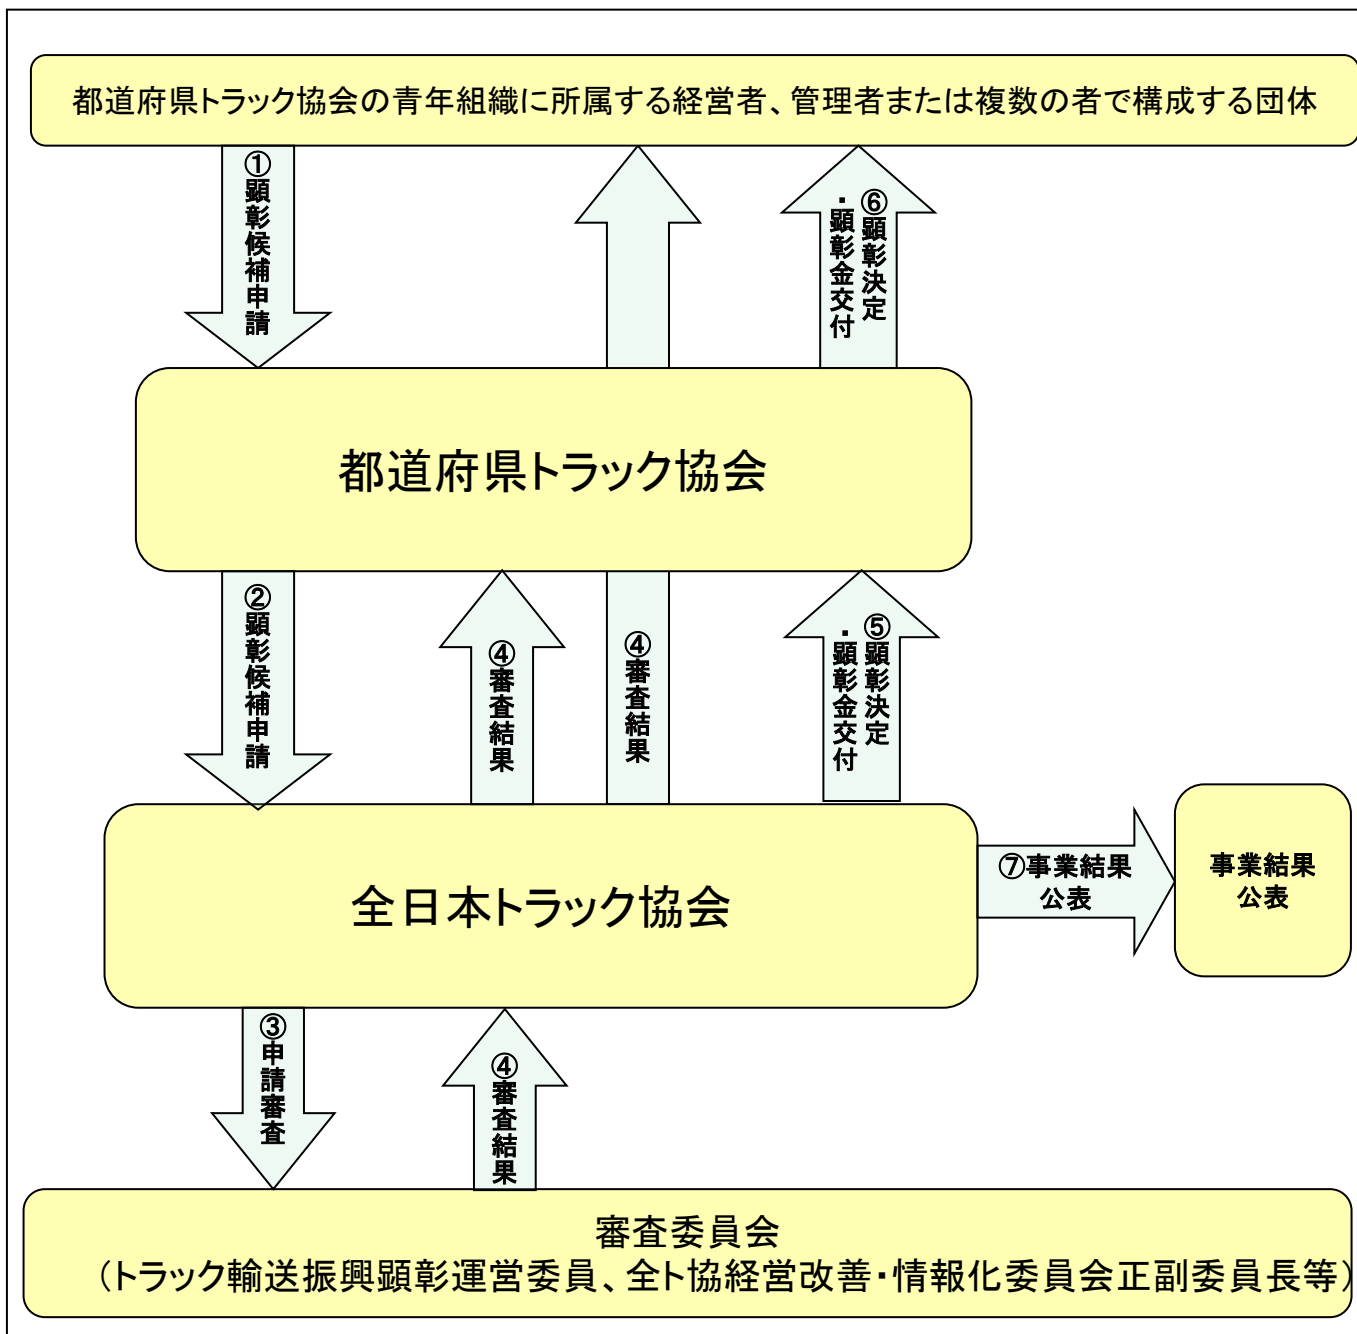 都道府県トラック協会の青年組織に所属する経営者、管理者または複数の者で構成する団体
①顕彰候補申請
⑥顕彰決定
・顕彰金交付
都道府県トラック協会
②顕彰候補申請
④審査結果
④審査結果
⑤顕彰決定
・顕彰金交付
全日本トラック協会
⑦事業結果
公表
事業結果
公表
③申請審査
④審査結果
審査委員会
(トラック輸送振興顕彰運営委員、全ト協経営改善・情報化委員会正副委員長等)